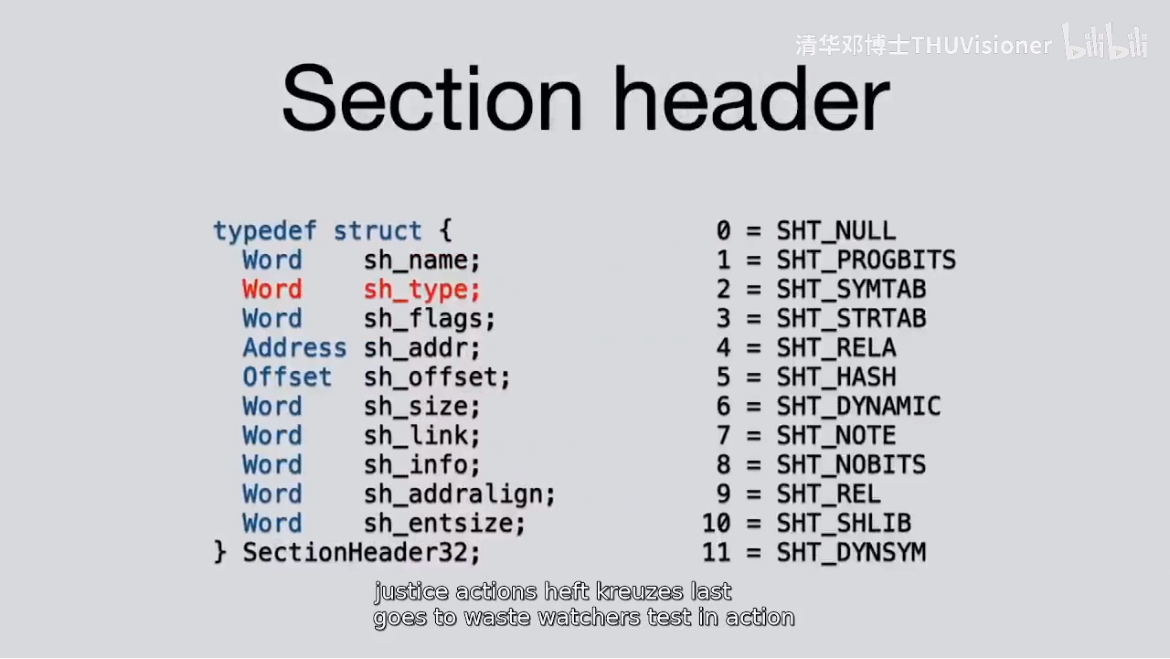 清华邓博士THUVisioner bilibili
Section header
typedef struct {
Word sh_name;
Word sh_type;
Word sh_flags;
Address sh_addr;
Offset sh_offset;
Word sh_size;
Word sh_link;
Word sh_info;
Word sh_addralign;
Word sh_entsize;
} SectionHeader32;
0 = SHT_NULL
1 = SHT_PROGBITS
2 = SHT_SYMTAB
3 = SHT_STRTAB
4 = SHT_RELA
5 = SHT_HASH
6 = SHT_DYNAMIC
7 = SHT_NOTE
8 = SHT_NOBITS
9 = SHT_REL
10 = SHT_SHLIB
11 = SHT_DYNSYM
justice actions heft kreuzes last
goes to waste watchers test in action